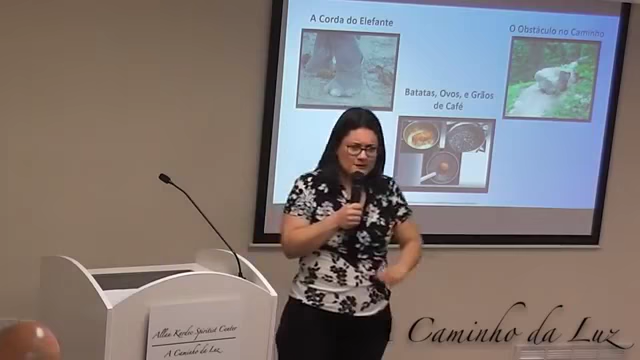 A Corda do Elefante
O Obstáculo no Caminho
Batatas, Ovos, e Grãos
de Café
Allan Kardec Spiritist Center
A Caminho da Luz
Caminho da Luz